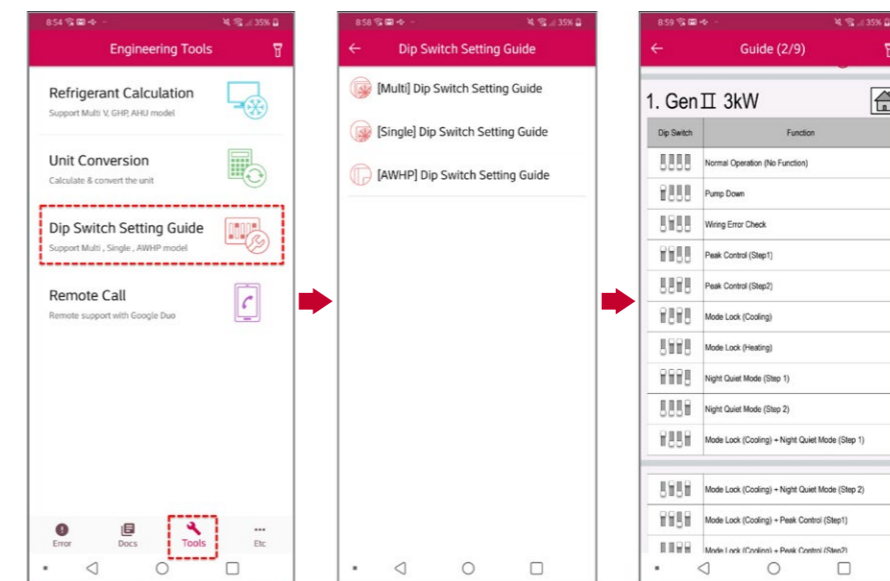 8:54
35%
Engineering Tools
Refrigerant Calculation
Support Multi V, GHP, AHU model
Unit Conversion
Calculate & convert the unit
Dip Switch Setting Guide
Support Multi , Single , AWHP model
Remote Call
Remote support with Google Duo
Error
Docs
Tools
Etc
8:58
35%
Dip Switch Setting Guide
[Multi] Dip Switch Setting Guide
[Single] Dip Switch Setting Guide
[AWHP] Dip Switch Setting Guide
8:59
35%
Guide (2/9)
1. Gen II 3kW
Dip Switch Function
Normal Operation (No Function)
Pump Down
Wiring Error Check
Peak Control (Step1)
Peak Control (Step2)
Mode Lock (Cooling)
Mode Lock (Heating)
Night Quiet Mode (Step 1)
Night Quiet Mode (Step 2)
Mode Lock (Cooling) + Night Quiet Mode (Step 1)
Mode Lock (Cooling) + Night Quiet Mode (Step 2)
Mode Lock (Cooling) + Peak Control (Step1)
Mode Lock (Cooling) + Peak Control (Step2)